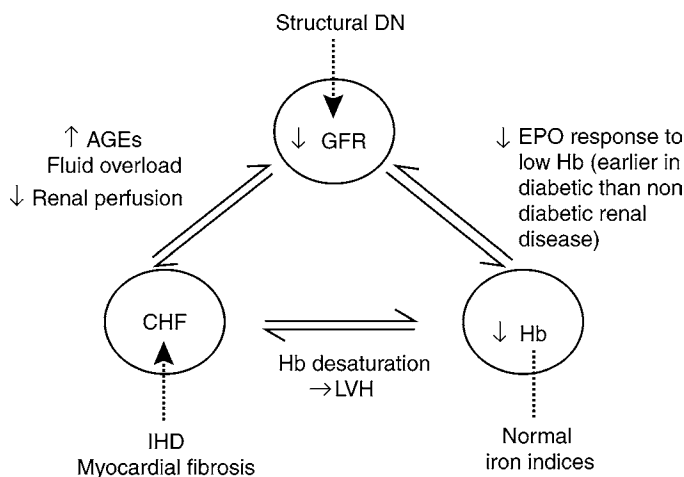 Structural DN
↓ GFR
↑ AGEs
Fluid overload
↓ Renal perfusion
↓ EPO response to
low Hb (earlier in
diabetic than non
diabetic renal
disease)
CHF
↓ Hb
Hb desaturation
→LVH
IHD
Myocardial fibrosis
Normal
iron indices